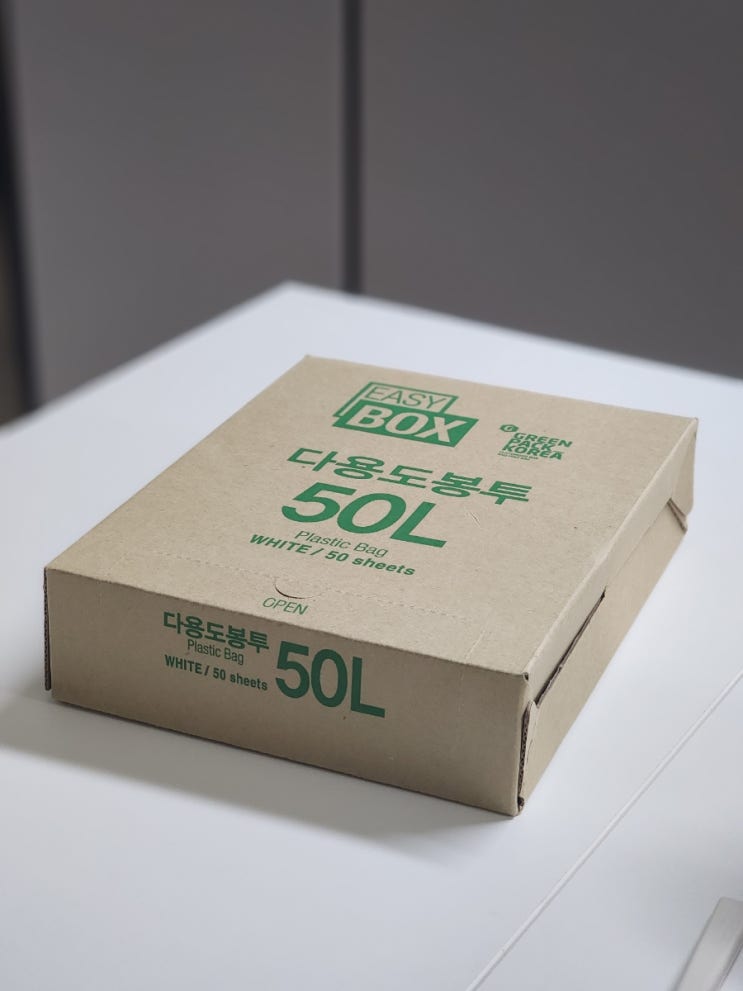 EASY
BOX
G GREEN
PACK
KOREA
다용도봉투
50L
Plastic Bag
WHITE / 50 sheets
OPEN
다용도봉투
Plastic Bag
WHITE / 50 sheets
50L